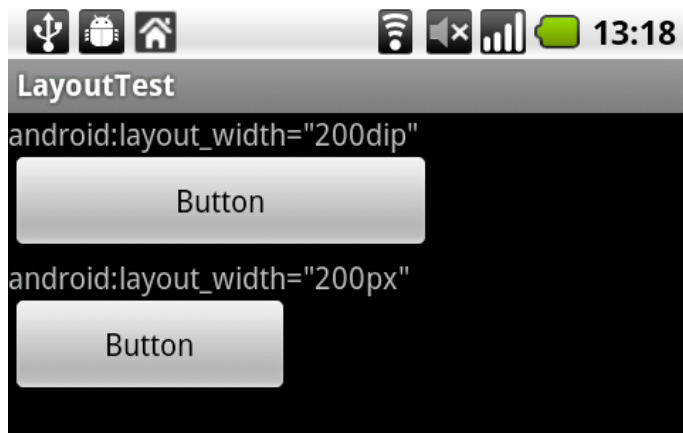 13:18
LayoutTest
android:layout_width="200dip"
Button
android:layout_width="200px"
Button